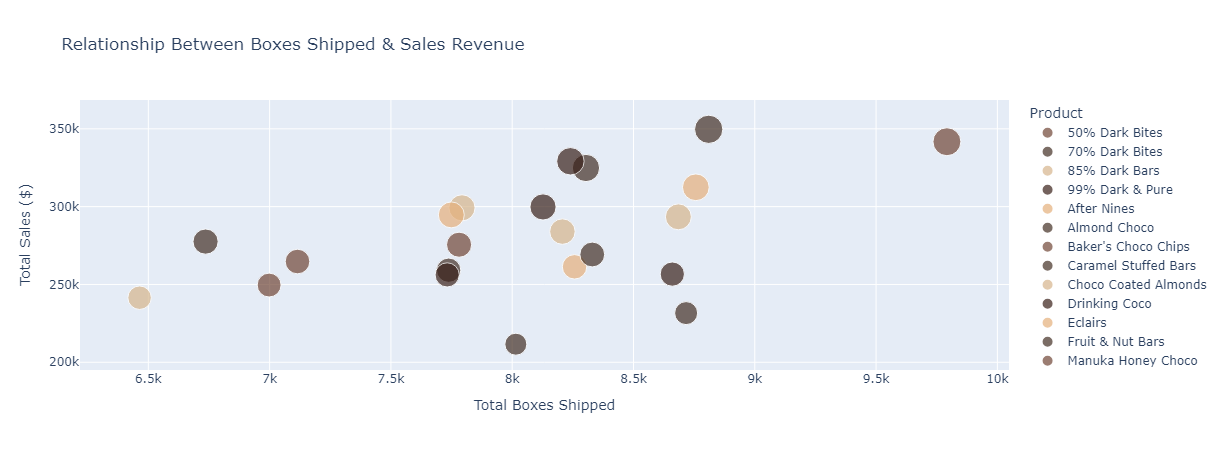 Relationship Between Boxes Shipped & Sales Revenue
Product
50% Dark Bites
70% Dark Bites
85% Dark Bars
99% Dark & Pure
After Nines
Almond Choco
Baker's Choco Chips
Caramel Stuffed Bars
Choco Coated Almonds
Drinking Coco
Eclairs
Fruit & Nut Bars
Manuka Honey Choco
Total Sales ($)
350k
300k
250k
200k
6.5k 7k 7.5k 8k 8.5k 9k 9.5k 10k
Total Boxes Shipped